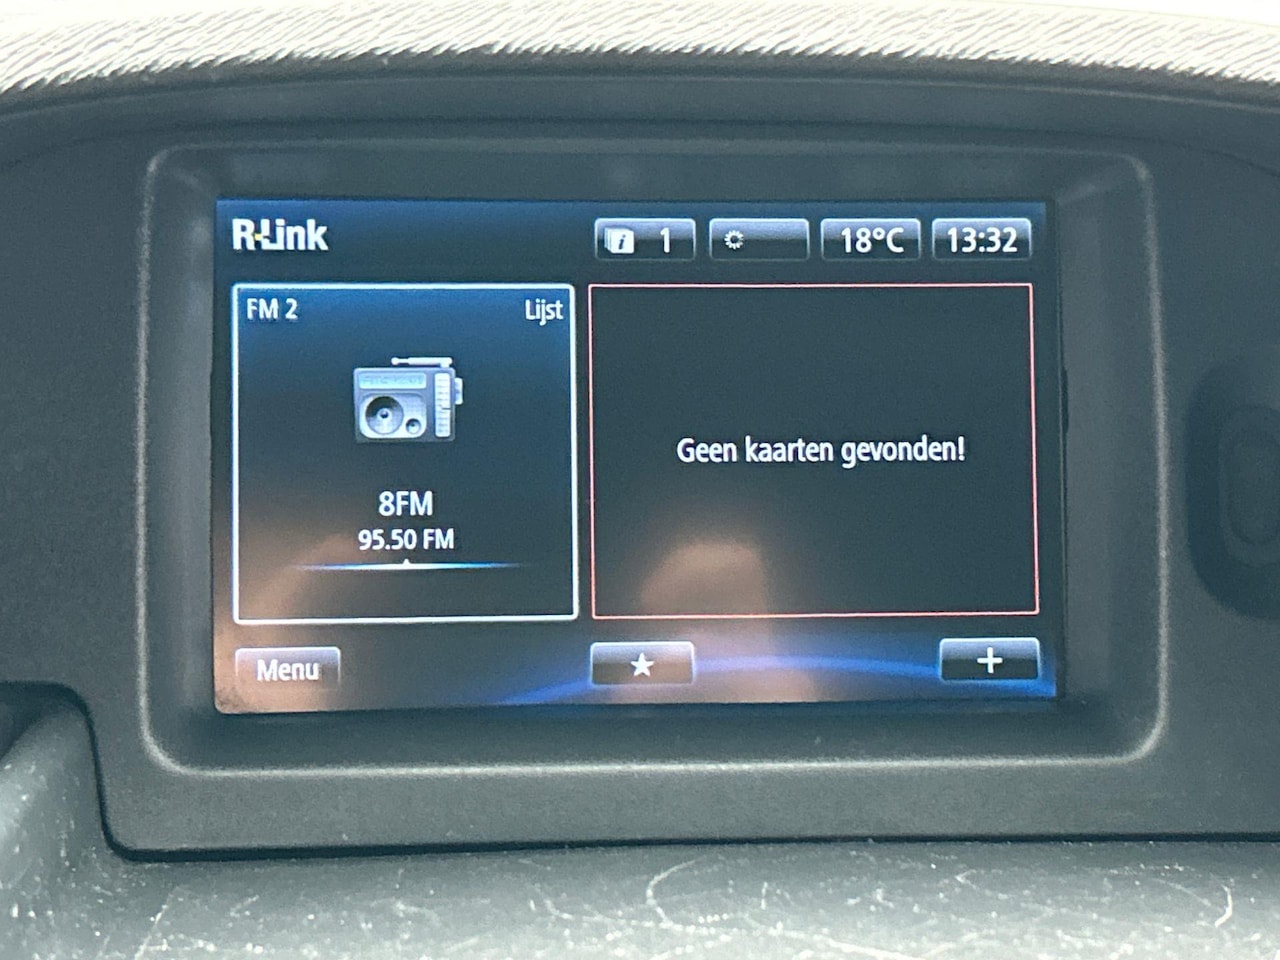 R-Link
1
18°C
13:32
FM 2
Lijst
8FM
95.50 FM
Geen kaarten gevonden!
Menu